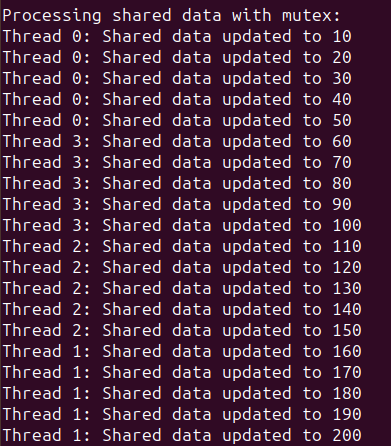 Processing shared data with mutex:
Thread 0: Shared data updated to 10
Thread 0: Shared data updated to 20
Thread 0: Shared data updated to 30
Thread 0: Shared data updated to 40
Thread 0: Shared data updated to 50
Thread 3: Shared data updated to 60
Thread 3: Shared data updated to 70
Thread 3: Shared data updated to 80
Thread 3: Shared data updated to 90
Thread 3: Shared data updated to 100
Thread 2: Shared data updated to 110
Thread 2: Shared data updated to 120
Thread 2: Shared data updated to 130
Thread 2: Shared data updated to 140
Thread 2: Shared data updated to 150
Thread 1: Shared data updated to 160
Thread 1: Shared data updated to 170
Thread 1: Shared data updated to 180
Thread 1: Shared data updated to 190
Thread 1: Shared data updated to 200